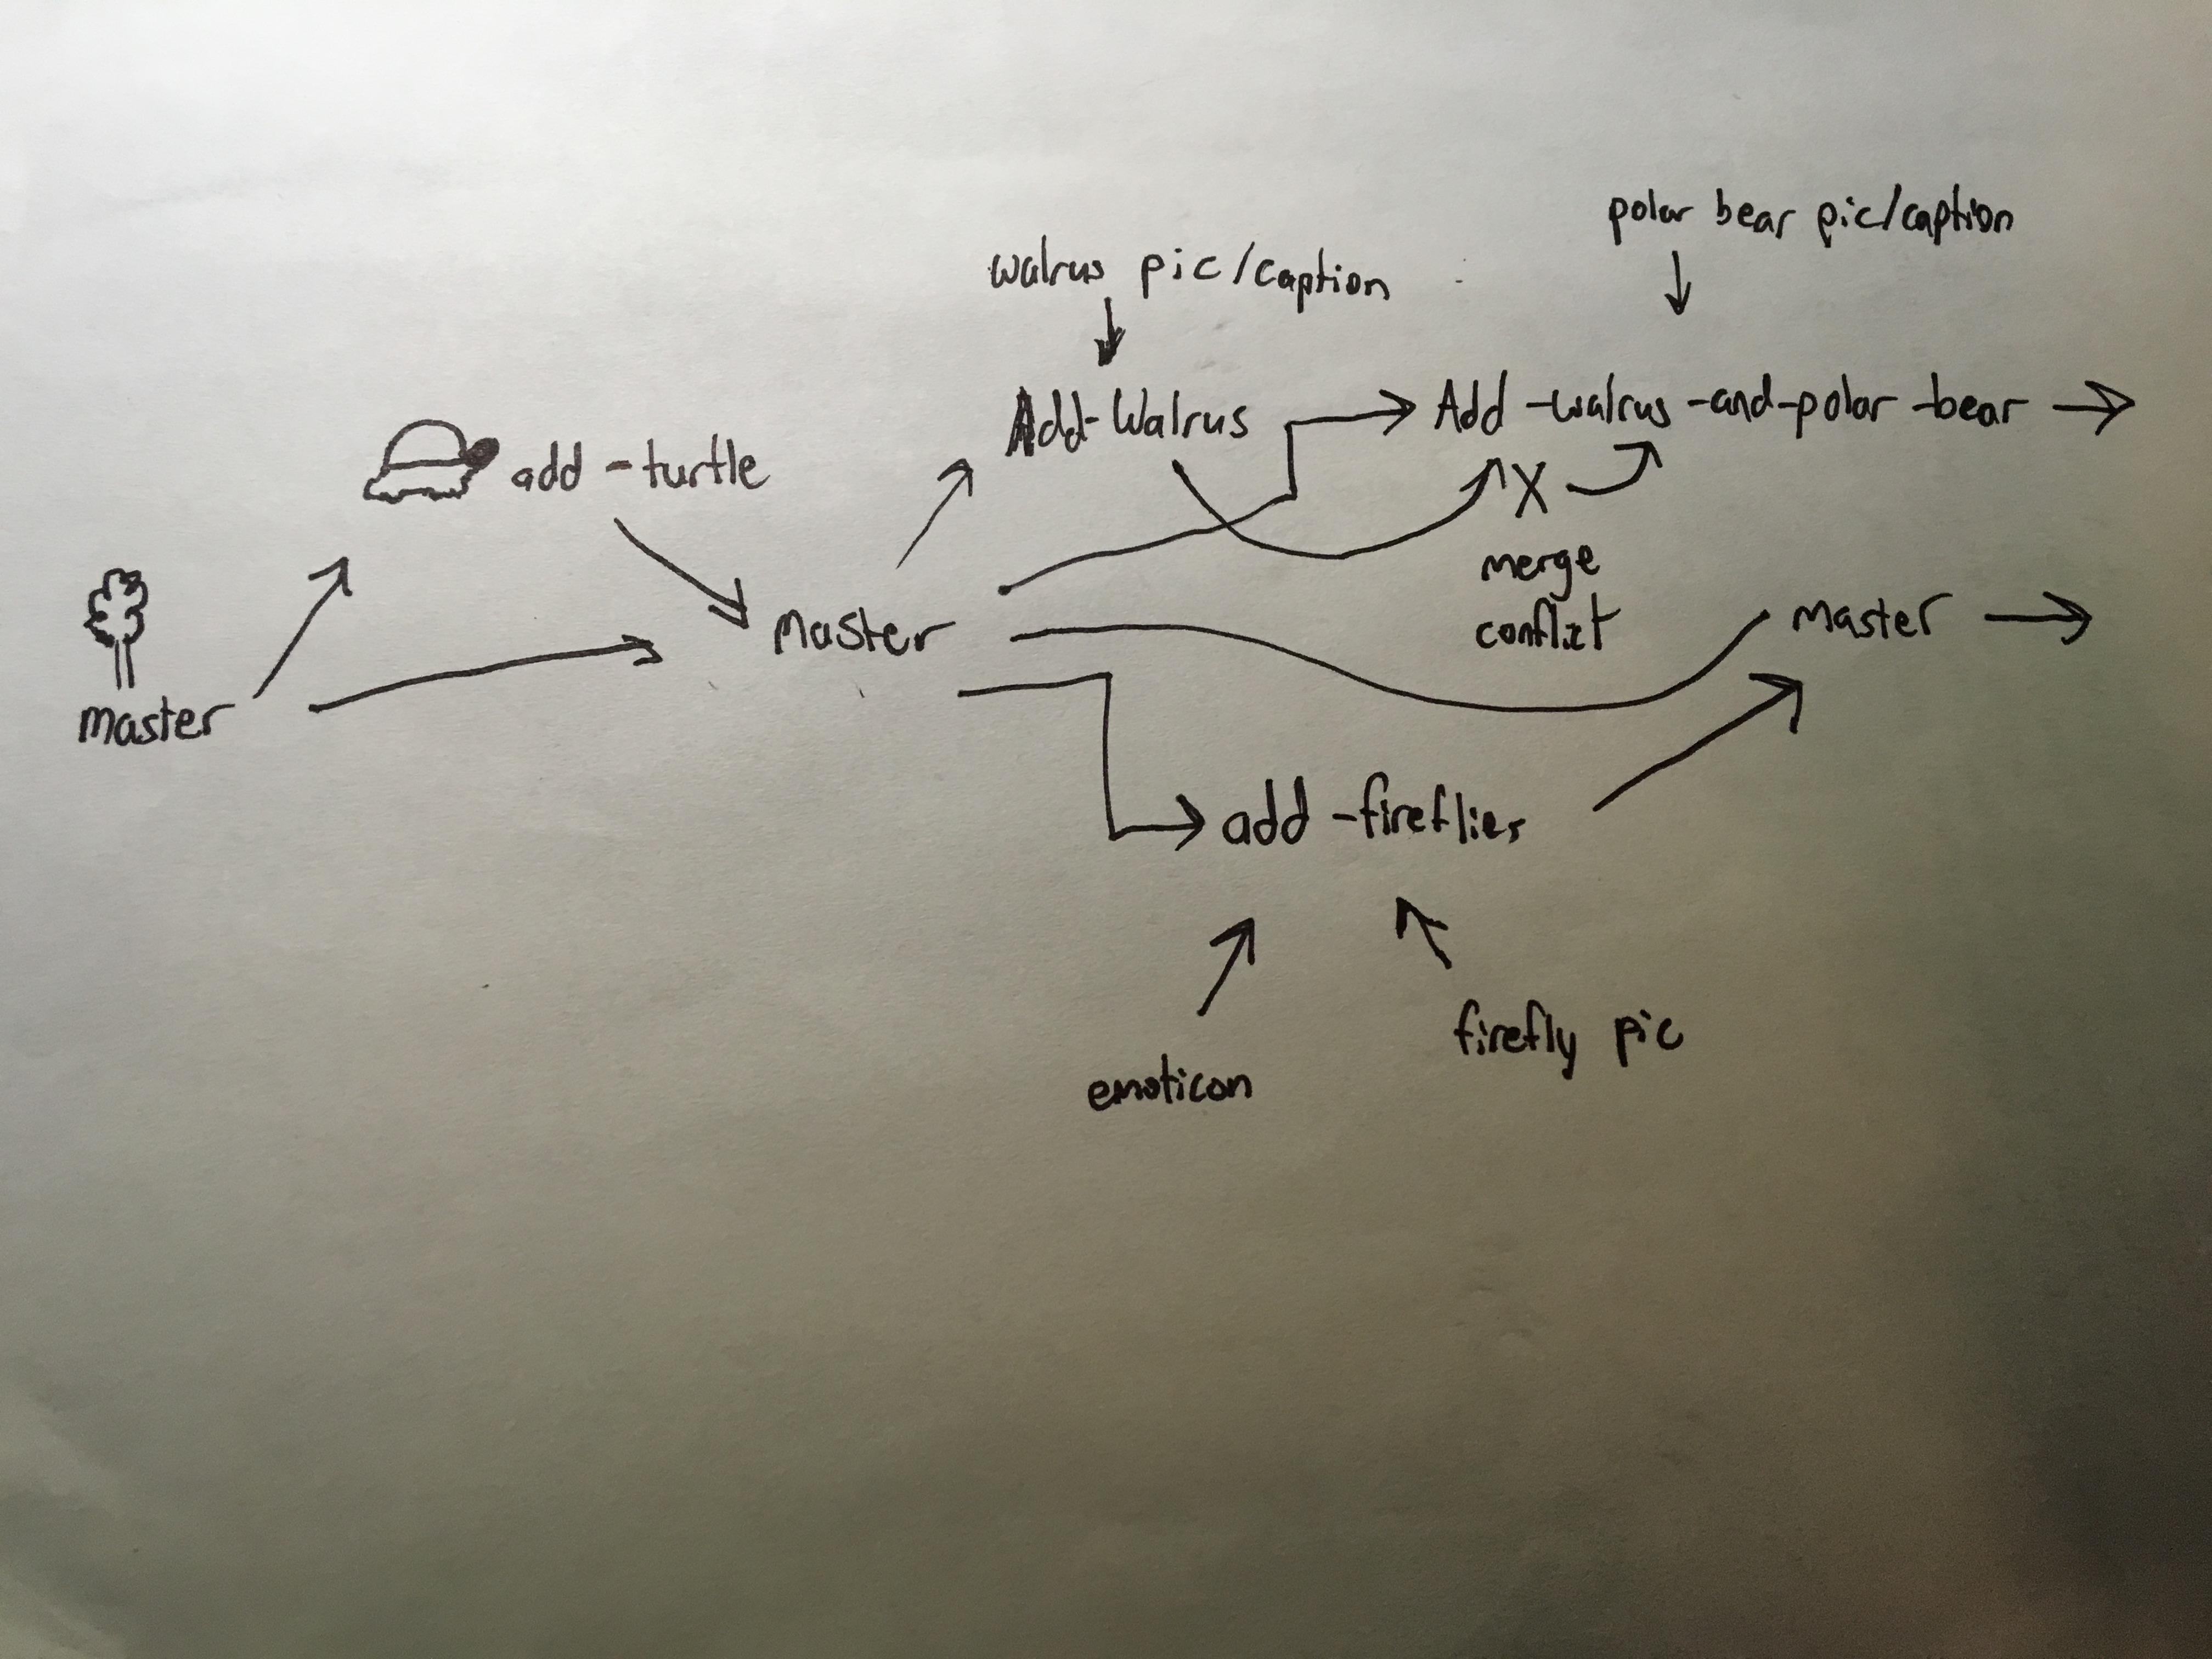 polar bear pic/caption
walrus pic/caption
Add-Walrus
Add-walrus-and-polar-bear
add-turtle
merge
conflict
master
master
master
add-fireflies
firefly pic
emoticon